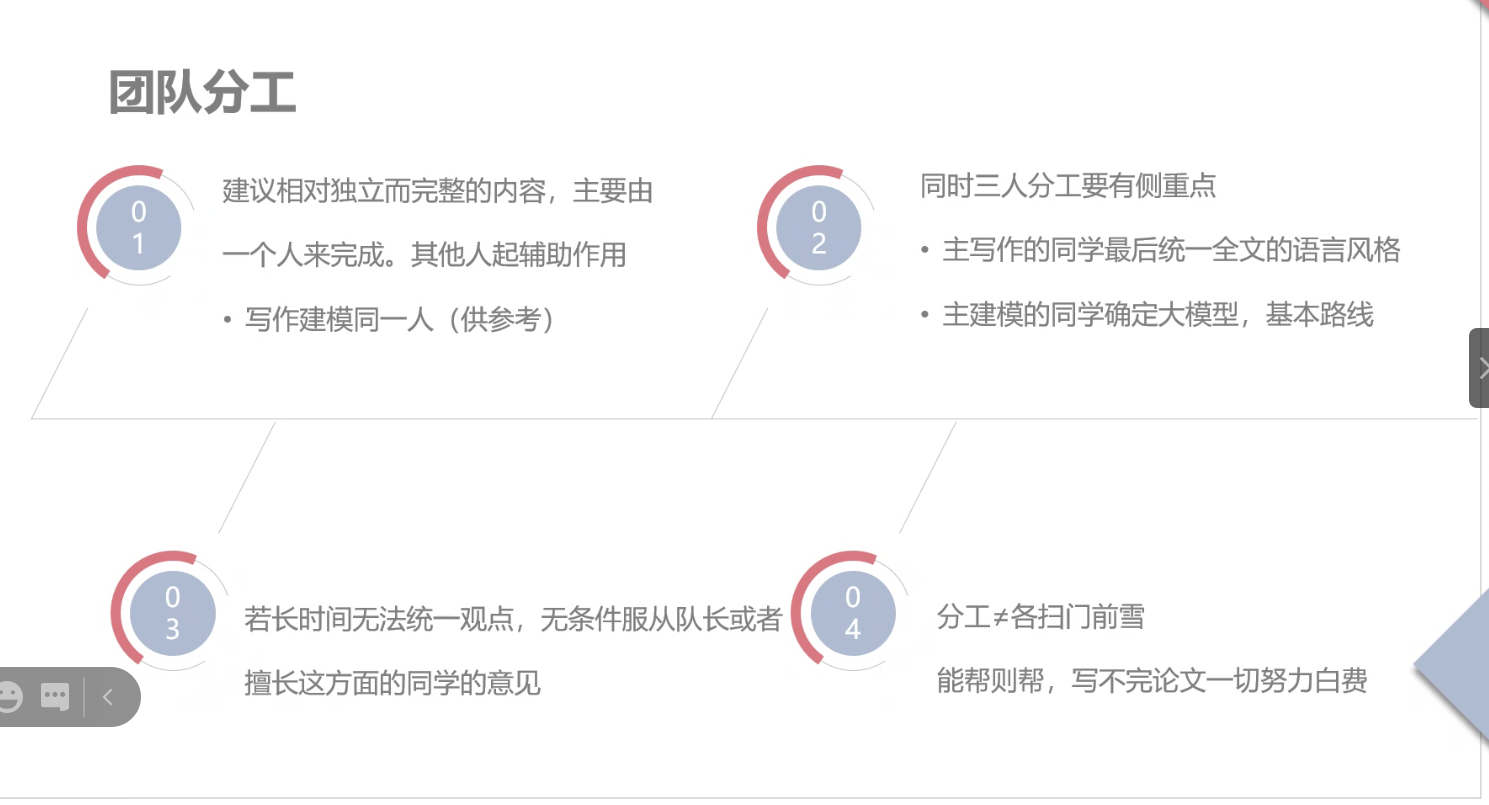 团队分工
01
建议相对独立而完整的内容，主要由
一个人来完成。其他人起辅助作用
• 写作建模同一人（供参考）
02
同时三人分工要有侧重点
• 主写作的同学最后统一全文的语言风格
• 主建模的同学确定大模型，基本路线
03
若长时间无法统一观点，无条件服从队长或者
擅长这方面的同学的意见
04
分工≠各扫门前雪
能帮则帮，写不完论文一切努力白费